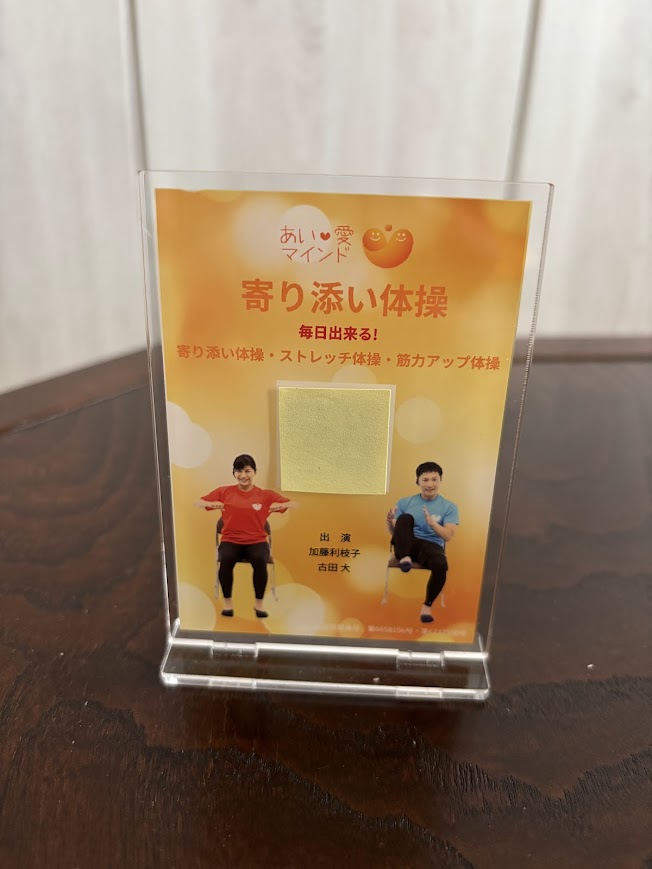 あい♥愛
マインド
寄り添い体操
毎日出来る!
寄り添い体操・ストレッチ体操・筋力アップ体操
出 演
加藤利枝子
古田 大